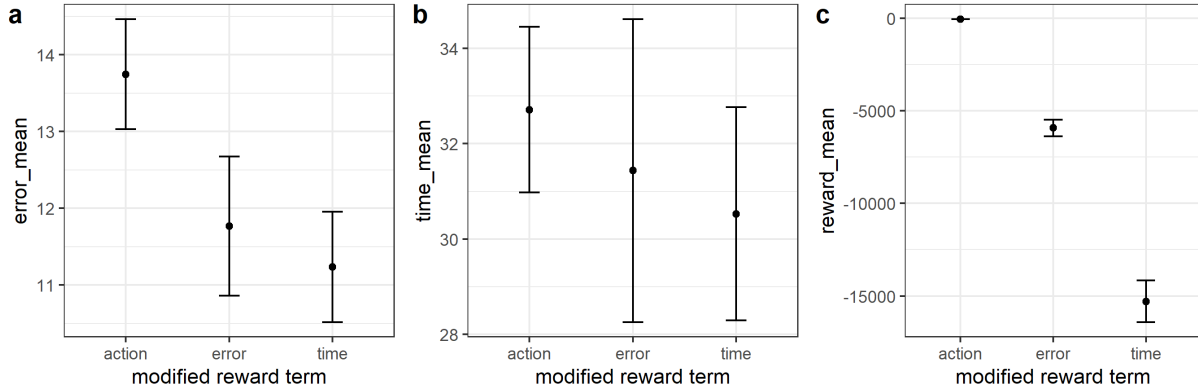 a
14
13
12
11
error_mean
action error time
modified reward term
b
34
32
30
28
time_mean
action error time
modified reward term
c
0
-5000
-10000
-15000
reward_mean
action error time
modified reward term